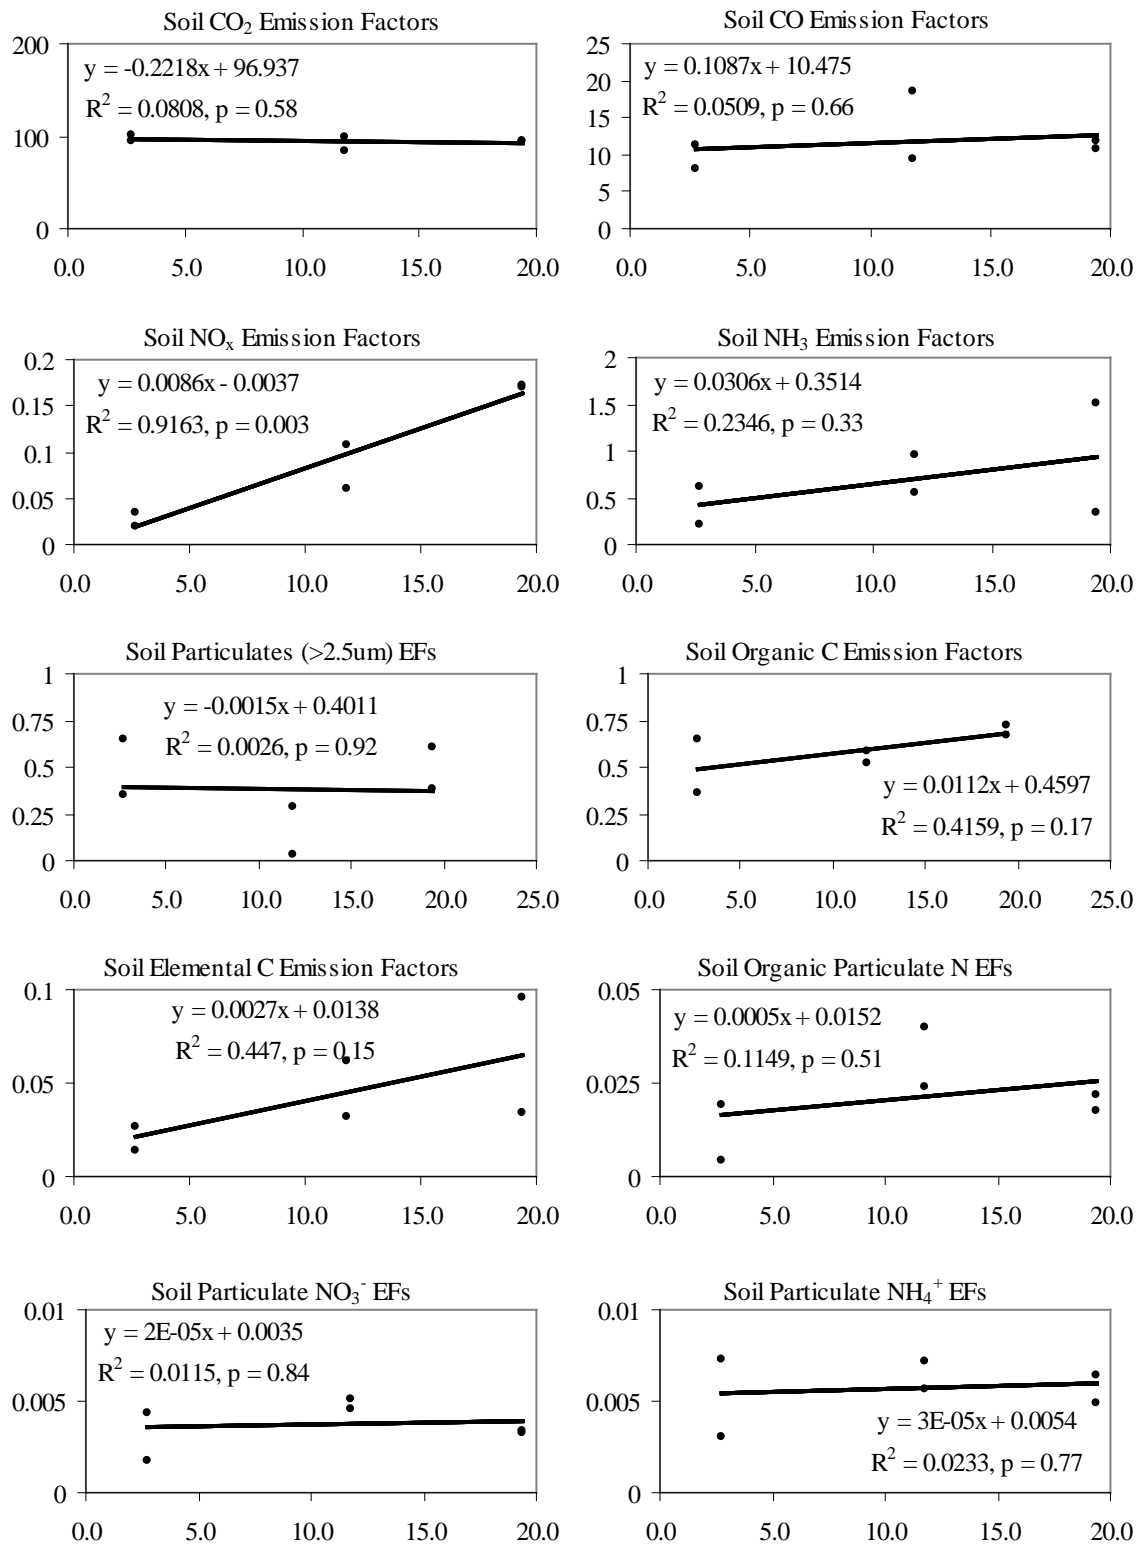 Soil CO₂ Emission Factors
200
100
0
y = -0.2218x + 96.937
R² = 0.0808, p = 0.58
0.0 5.0 10.0 15.0 20.0
Soil CO Emission Factors
25
20
15
10
5
0
y = 0.1087x + 10.475
R² = 0.0509, p = 0.66
0.0 5.0 10.0 15.0 20.0
Soil NOₓ Emission Factors
0.2
0.15
0.1
0.05
0
y = 0.0086x - 0.0037
R² = 0.9163, p = 0.003
0.0 5.0 10.0 15.0 20.0
Soil NH₃ Emission Factors
2
1.5
1
0.5
0
y = 0.0306x + 0.3514
R² = 0.2346, p = 0.33
0.0 5.0 10.0 15.0 20.0
Soil Particulates (>2.5um) EFs
1
0.75
0.5
0.25
0
y = -0.0015x + 0.4011
R² = 0.0026, p = 0.92
0.0 5.0 10.0 15.0 20.0 25.0
Soil Organic C Emission Factors
1
0.75
0.5
0.25
0
y = 0.0112x + 0.4597
R² = 0.4159, p = 0.17
0.0 5.0 10.0 15.0 20.0 25.0
Soil Elemental C Emission Factors
0.1
0.05
0
y = 0.0027x + 0.0138
R² = 0.447, p = 0.15
0.0 5.0 10.0 15.0 20.0
Soil Organic Particulate N EFs
0.05
0.025
0
y = 0.0005x + 0.0152
R² = 0.1149, p = 0.51
0.0 5.0 10.0 15.0 20.0
Soil Particulate NO₃⁻ EFs
0.01
0.005
0
y = 2E-05x + 0.0035
R² = 0.0115, p = 0.84
0.0 5.0 10.0 15.0 20.0
Soil Particulate NH₄⁺ EFs
0.01
0.005
0
y = 3E-05x + 0.0054
R² = 0.0233, p = 0.77
0.0 5.0 10.0 15.0 20.0